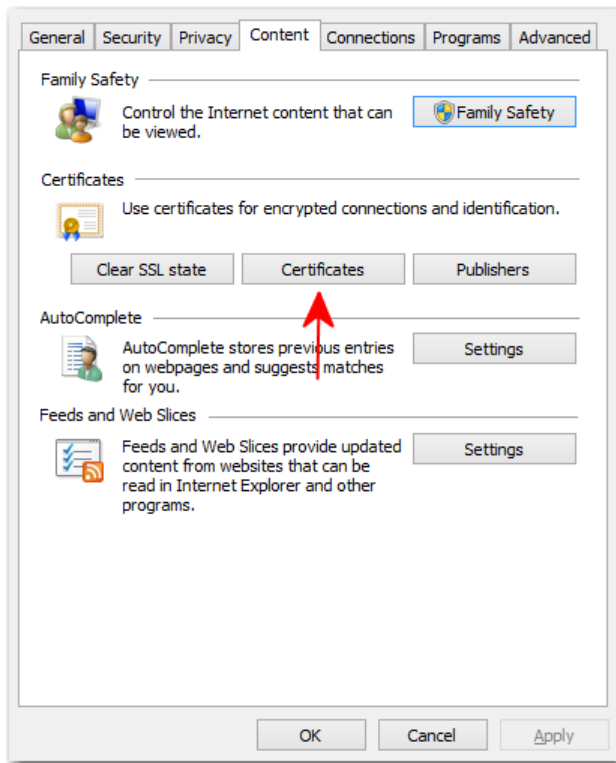 General Security Privacy Content Connections Programs Advanced
Family Safety
Control the Internet content that can
be viewed.
Family Safety
Certificates
Use certificates for encrypted connections and identification.
Clear SSL state Certificates Publishers
AutoComplete
AutoComplete stores previous entries
on webpages and suggests matches
for you.
Settings
Feeds and Web Slices
Feeds and Web Slices provide updated
content from websites that can be
read in Internet Explorer and other
programs.
Settings
OK Cancel Apply